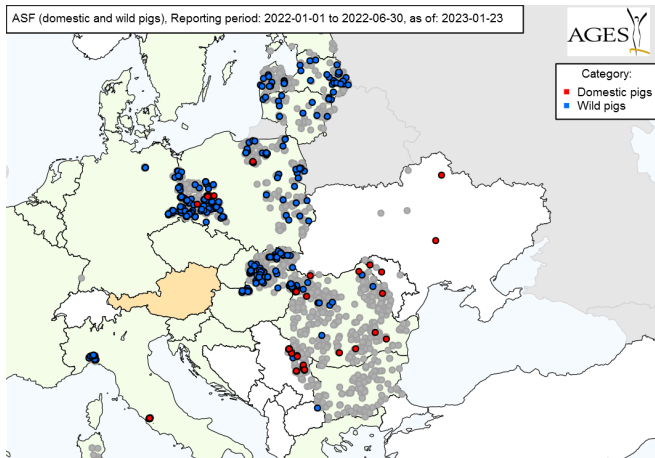 ASF (domestic and wild pigs), Reporting period: 2022-01-01 to 2022-06-30, as of: 2023-01-23
AGES
Category:
Domestic pigs
Wild pigs